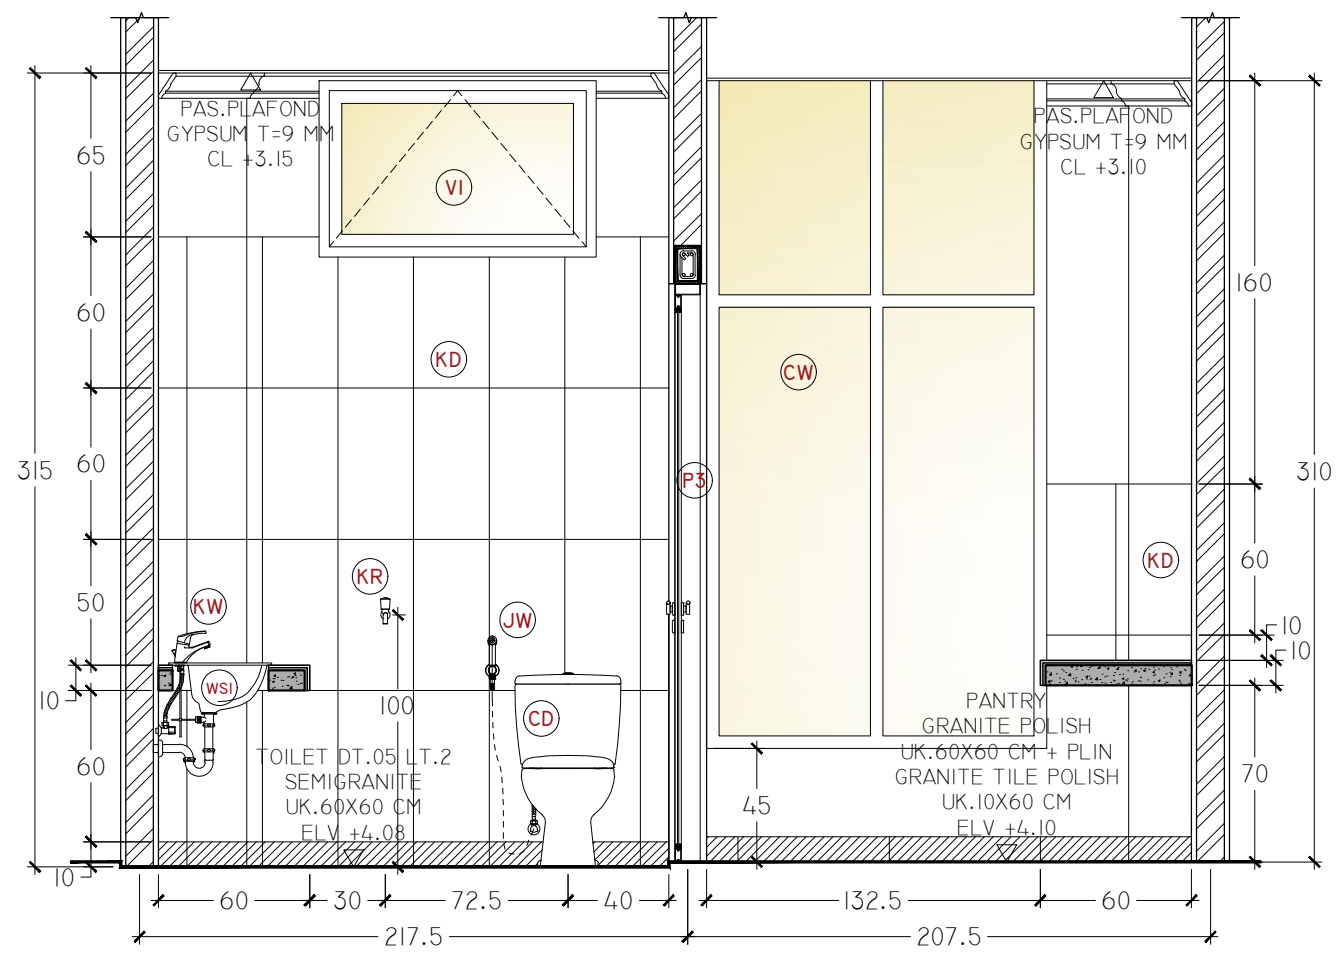 PAS.PLAFOND
GYPSUM T=9 MM
CL +3.15
PAS.PLAFOND
GYPSUM T=9 MM
CL +3.10
65
VI
60
160
KD
CW
315
60
P3
310
KR
KD
60
50
KW
JW
10
10
WSI
10
100
CD
PANTRY
GRANITE POLISH
UK.60X60 CM + PLIN
GRANITE TILE POLISH
UK.10X60 CM
ELV +4.10
60
TOILET DT.05 LT.2
SEMIGRANITE
UK.60X60 CM
ELV +4.08
45
70
10
60
30
72.5
40
132.5
60
217.5
207.5